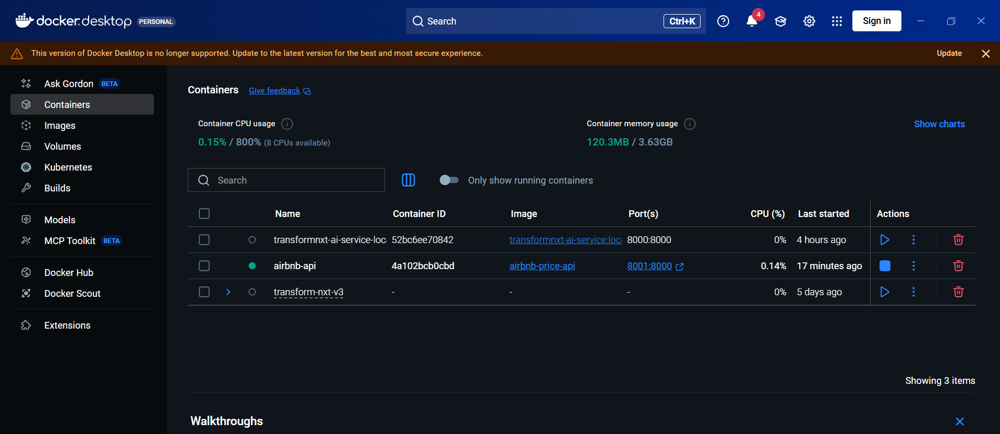 docker.desktop PERSONAL
Search Ctrl+K
4
Sign in
This version of Docker Desktop is no longer supported. Update to the latest version for the best and most secure experience.
Update
Ask Gordon BETA
Containers
Images
Volumes
Kubernetes
Builds
Models
MCP Toolkit BETA
Docker Hub
Docker Scout
Extensions
Containers Give feedback
Container CPU usage
0.15% / 800% (8 CPUs available)
Container memory usage
120.3MB / 3.63GB
Show charts
Search
Only show running containers
Name Container ID Image Port(s) CPU (%) Last started Actions
transformnxt-ai-service-loca 52bc6ee70842 transformnxt-ai-service:loca 8000:8000 0% 4 hours ago
airbnb-api 4a102bcb0cbd airbnb-price-api 8001:8000 0.14% 17 minutes ago
transform-nxt-v3 - - - 0% 5 days ago
Showing 3 items
Walkthroughs